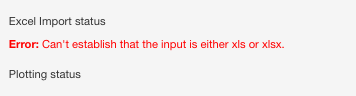 Excel Import status
Error: Can't establish that the input is either xls or xlsx.
Plotting status